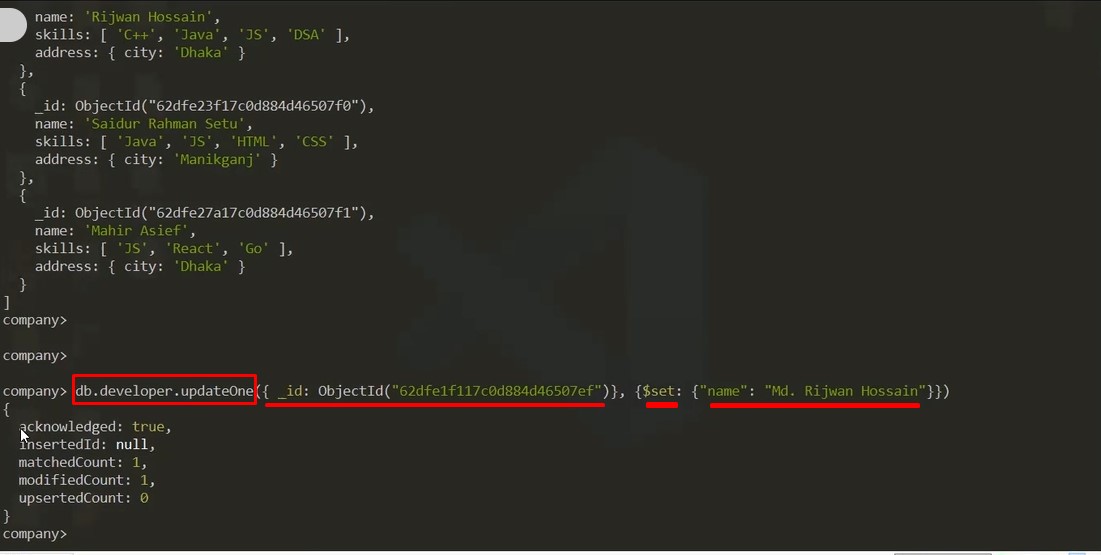 name: 'Rijwan Hossain',
skills: [ 'C++', 'Java', 'JS', 'DSA' ],
address: { city: 'Dhaka' }
},
{
_id: ObjectId("62dfe23f17c0d884d46507f0"),
name: 'Saidur Rahman Setu',
skills: [ 'Java', 'JS', 'HTML', 'CSS' ],
address: { city: 'Manikganj' }
},
{
_id: ObjectId("62dfe27a17c0d884d46507f1"),
name: 'Mahir Asief',
skills: [ 'JS', 'React', 'Go' ],
address: { city: 'Dhaka' }
}
]
company>
company>
company> db.developer.updateOne({ _id: ObjectId("62dfe1f117c0d884d46507ef")}, {$set: {"name": "Md. Rijwan Hossain"}})
{
acknowledged: true,
insertedId: null,
matchedCount: 1,
modifiedCount: 1,
upsertedCount: 0
}
company>